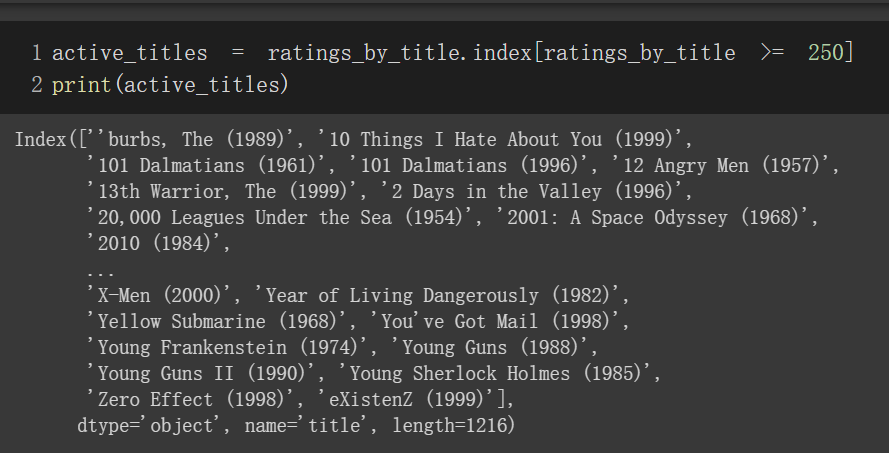 1 active_titles = ratings_by_title.index[ratings_by_title >= 250]
2 print(active_titles)
Index([''burbs, The (1989)', '10 Things I Hate About You (1999)',
'101 Dalmatians (1961)', '101 Dalmatians (1996)', '12 Angry Men (1957)',
'13th Warrior, The (1999)', '2 Days in the Valley (1996)',
'20,000 Leagues Under the Sea (1954)', '2001: A Space Odyssey (1968)',
'2010 (1984)',
...
'X-Men (2000)', 'Year of Living Dangerously (1982)',
'Yellow Submarine (1968)', 'You've Got Mail (1998)',
'Young Frankenstein (1974)', 'Young Guns (1988)',
'Young Guns II (1990)', 'Young Sherlock Holmes (1985)',
'Zero Effect (1998)', 'eXistenZ (1999)'],
dtype='object', name='title', length=1216)